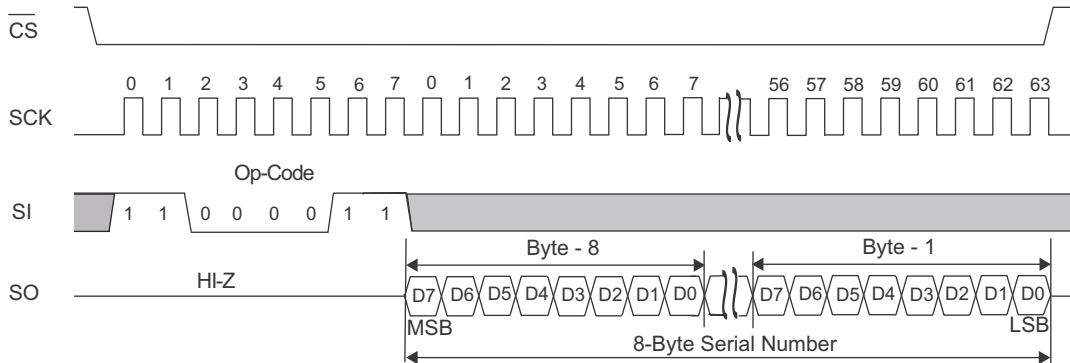 CS
0 1 2 3 4 5 6 7 0 1 2 3 4 5 6 7 56 57 58 59 60 61 62 63
SCK
Op-Code
SI 1 1 0 0 0 0 1 1
Byte - 8 Byte - 1
HI-Z
SO D7 D6 D5 D4 D3 D2 D1 D0 D7 D6 D5 D4 D3 D2 D1 D0
MSB LSB
8-Byte Serial Number